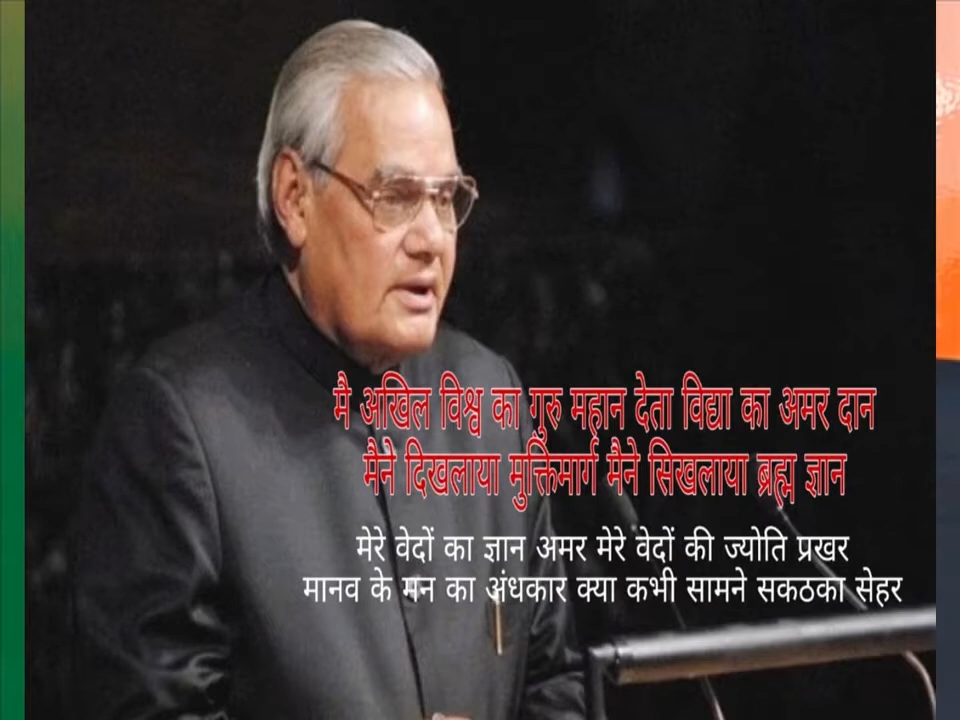 मै अखिल विश्व का गुरु महान देता विद्या का अमर दान
मैने दिखलाया मुक्तिमार्ग मैने सिखलाया ब्रह्म ज्ञान
मेरे वेदों का ज्ञान अमर मेरे वेदों की ज्योति प्रखर
मानव के मन का अंधकार क्या कभी सामने सकठका सेहर